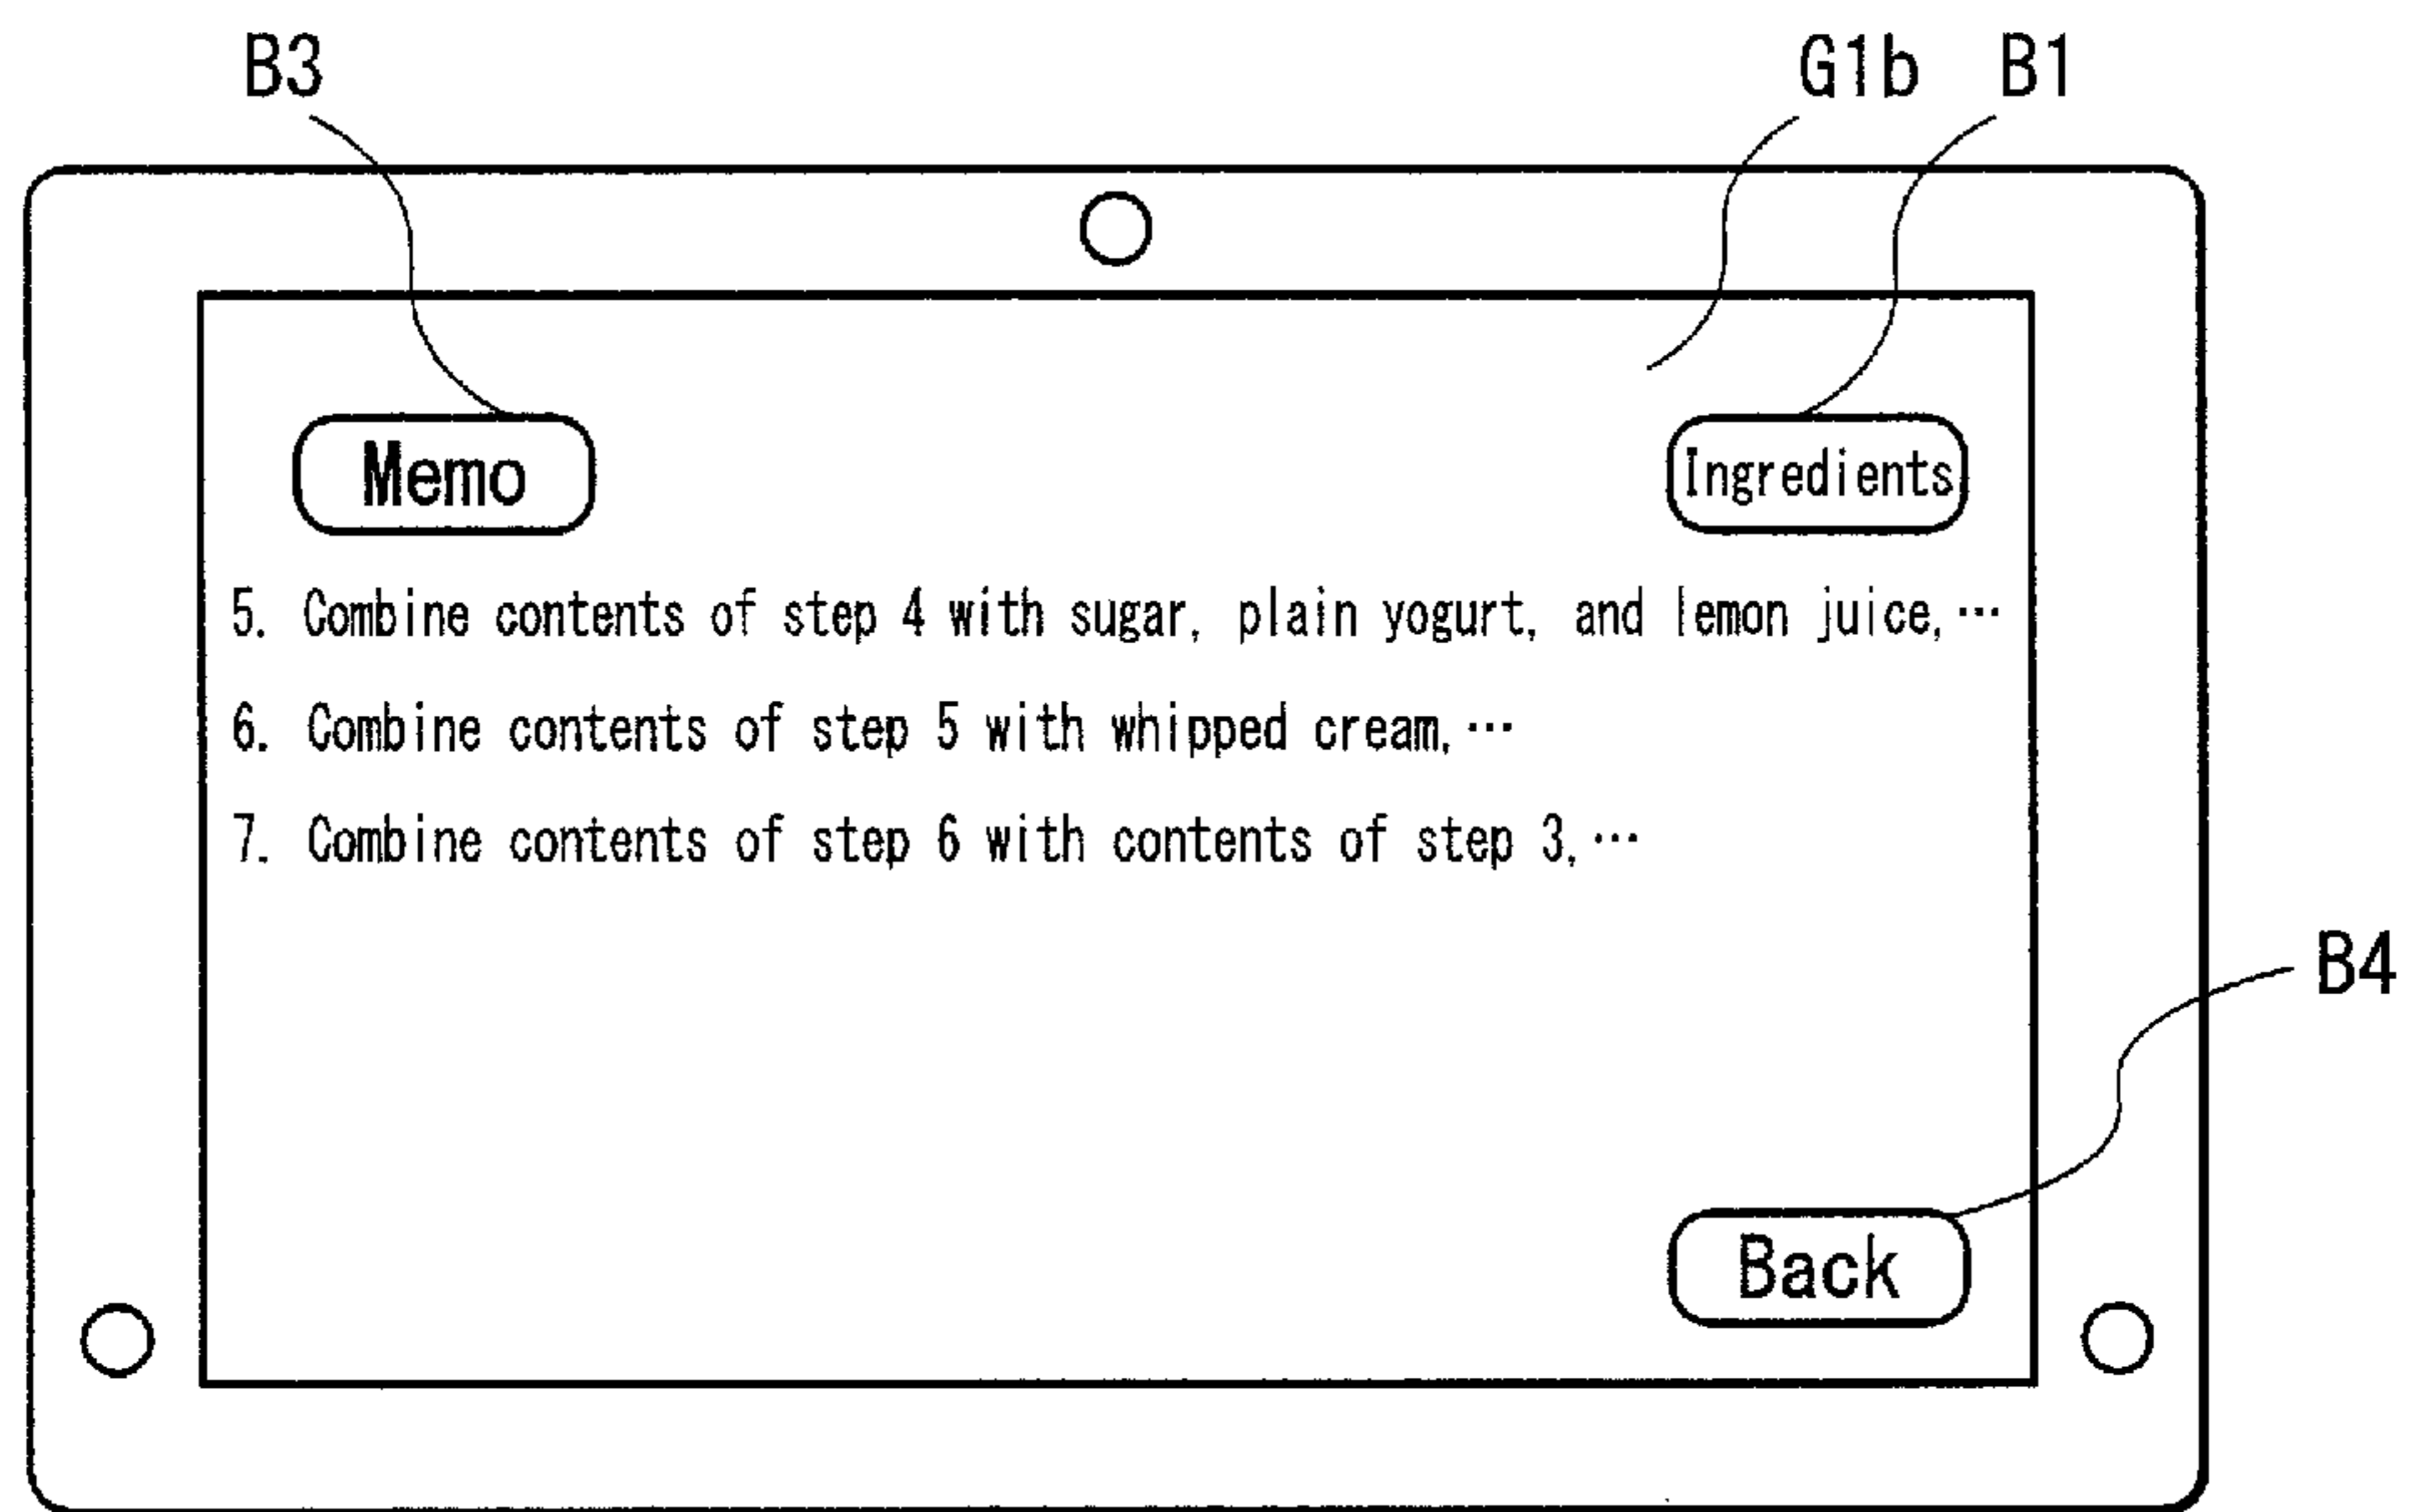 B3 G1b B1
Memo Ingredients
5. Combine contents of step 4 with sugar, plain yogurt, and lemon juice,…
6. Combine contents of step 5 with whipped cream,…
7. Combine contents of step 6 with contents of step 3,…
B4
Back